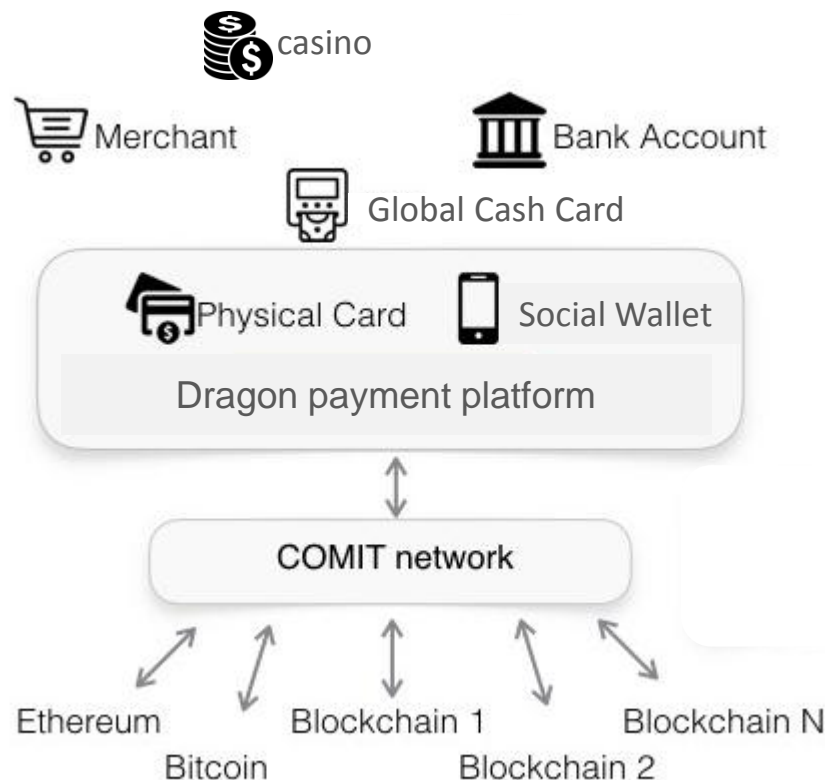 casino
Merchant
Bank Account
Global Cash Card
Physical Card
Social Wallet
Dragon payment platform
COMIT network
Ethereum
Blockchain 1
Blockchain N
Bitcoin
Blockchain 2